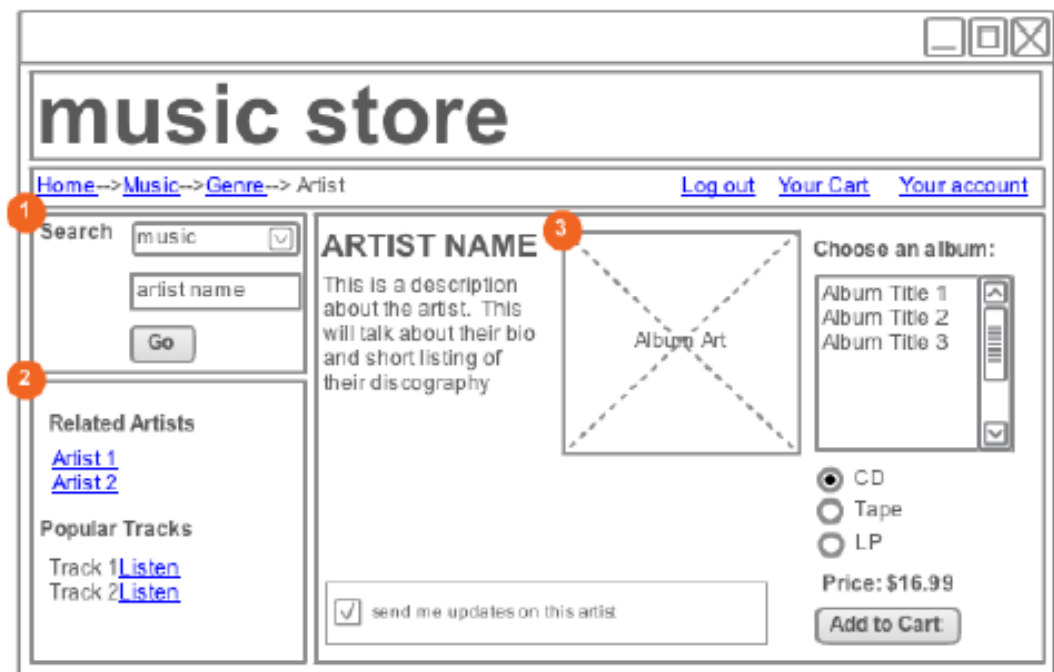 music store
Home-->Music-->Genre--> Artist
Log out Your Cart Your account
1
Search music
artist name
Go
2
Related Artists
Artist 1
Artist 2
Popular Tracks
Track 1Listen
Track 2Listen
ARTIST NAME
This is a description
about the artist. This
will talk about their bio
and short listing of
their discography
3
Album Art
send me updates on this artist
Choose an album:
Album Title 1
Album Title 2
Album Title 3
CD
Tape
LP
Price: $16.99
Add to Cart